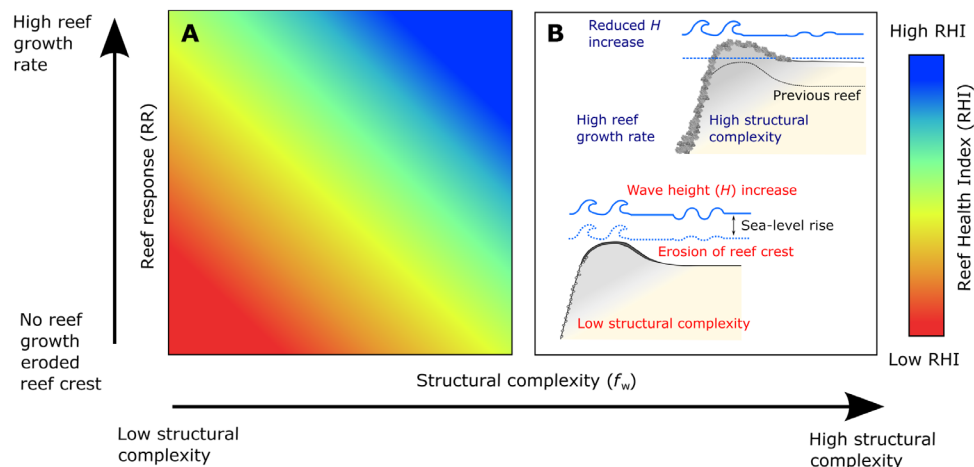 High reef
growth
rate
Reef response (RR)
No reef
growth
eroded
reef crest
A
B
Reduced H
increase
Previous reef
High reef
growth rate
High structural
complexity
Wave height (H) increase
Sea-level rise
Erosion of reef crest
Low structural complexity
High RHI
Reef Health Index (RHI)
Low RHI
Structural complexity (fw)
Low structural
complexity
High structural
complexity